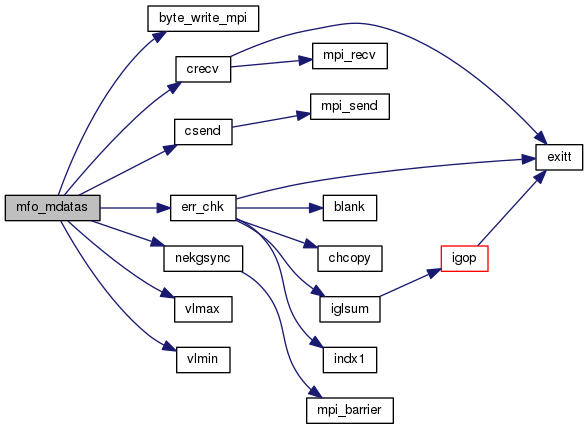 byte_write_mpi
crecv
mpi_recv
csend
mpi_send
exitt
mfo_mdatas
err_chk
blank
nekgsync
chcopy
igop
vlmax
iglsum
vlmin
indx1
mpi_barrier